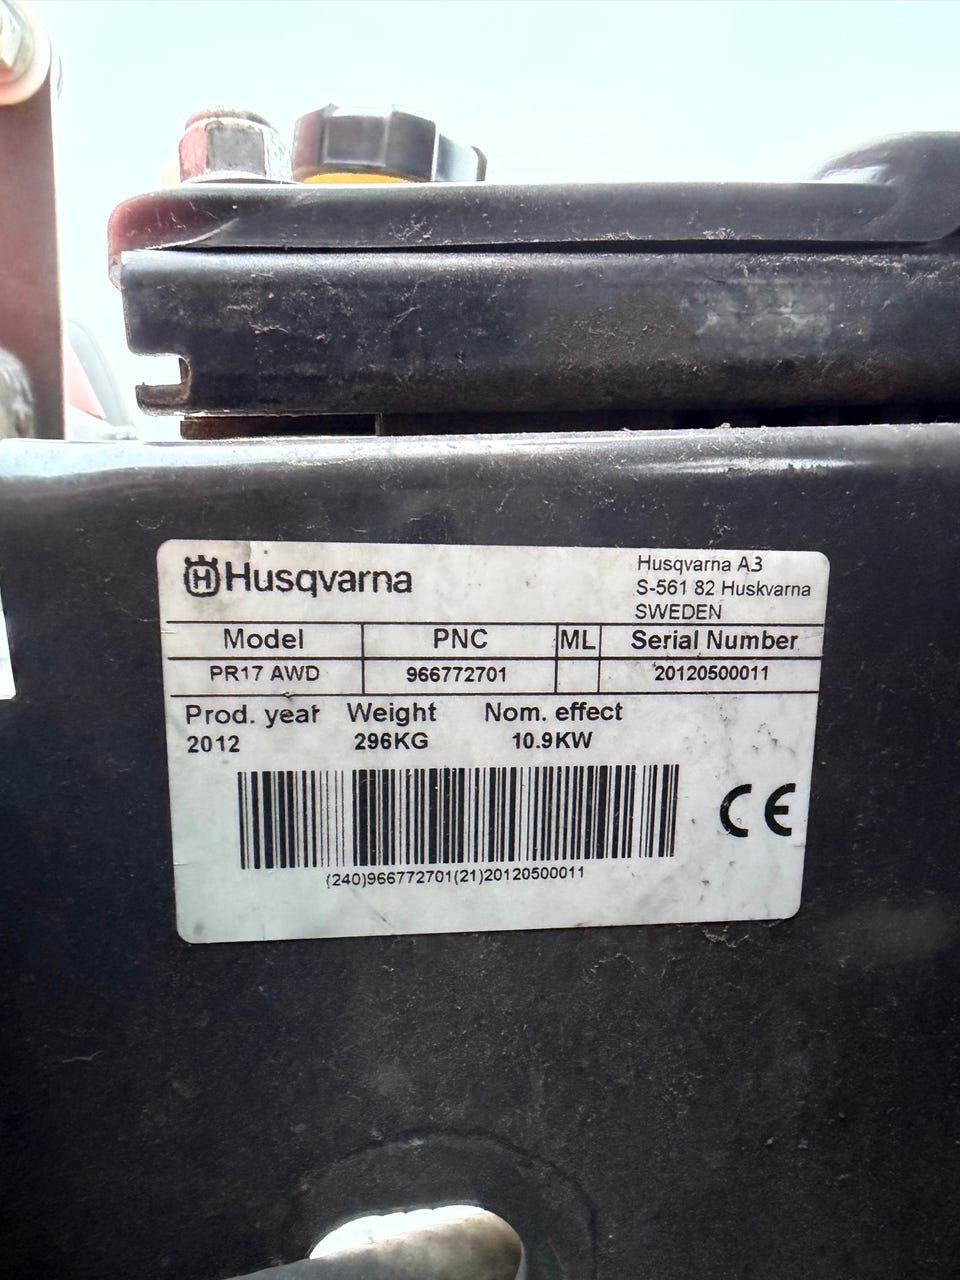 Husqvarna
Husqvarna AB
S-561 82 Huskvarna
SWEDEN
Model PNC ML Serial Number
PR17 AWD 966772701 20120500011
Prod. year Weight Nom. effect
2012 296KG 10.9KW
CE
(240)966772701(21)20120500011